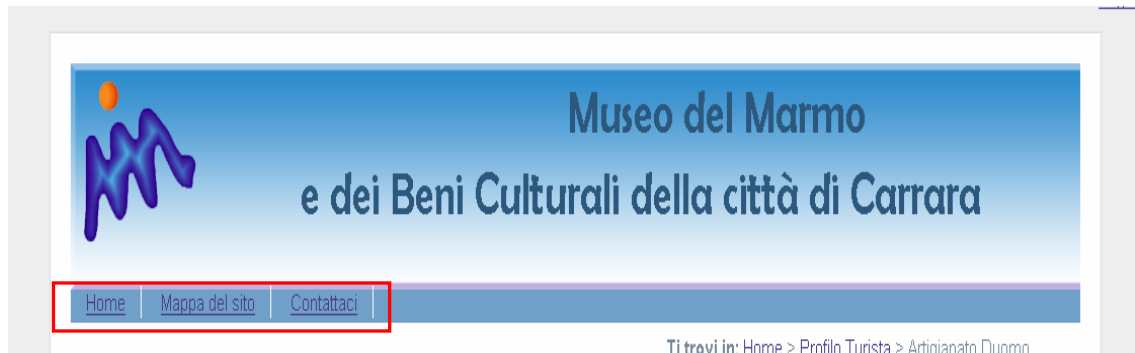 Museo del Marmo
e dei Beni Culturali della città di Carrara
Home Mappa del sito Contattaci
Ti trovi in: Home > Profilo Turista > Artigianato Duomo